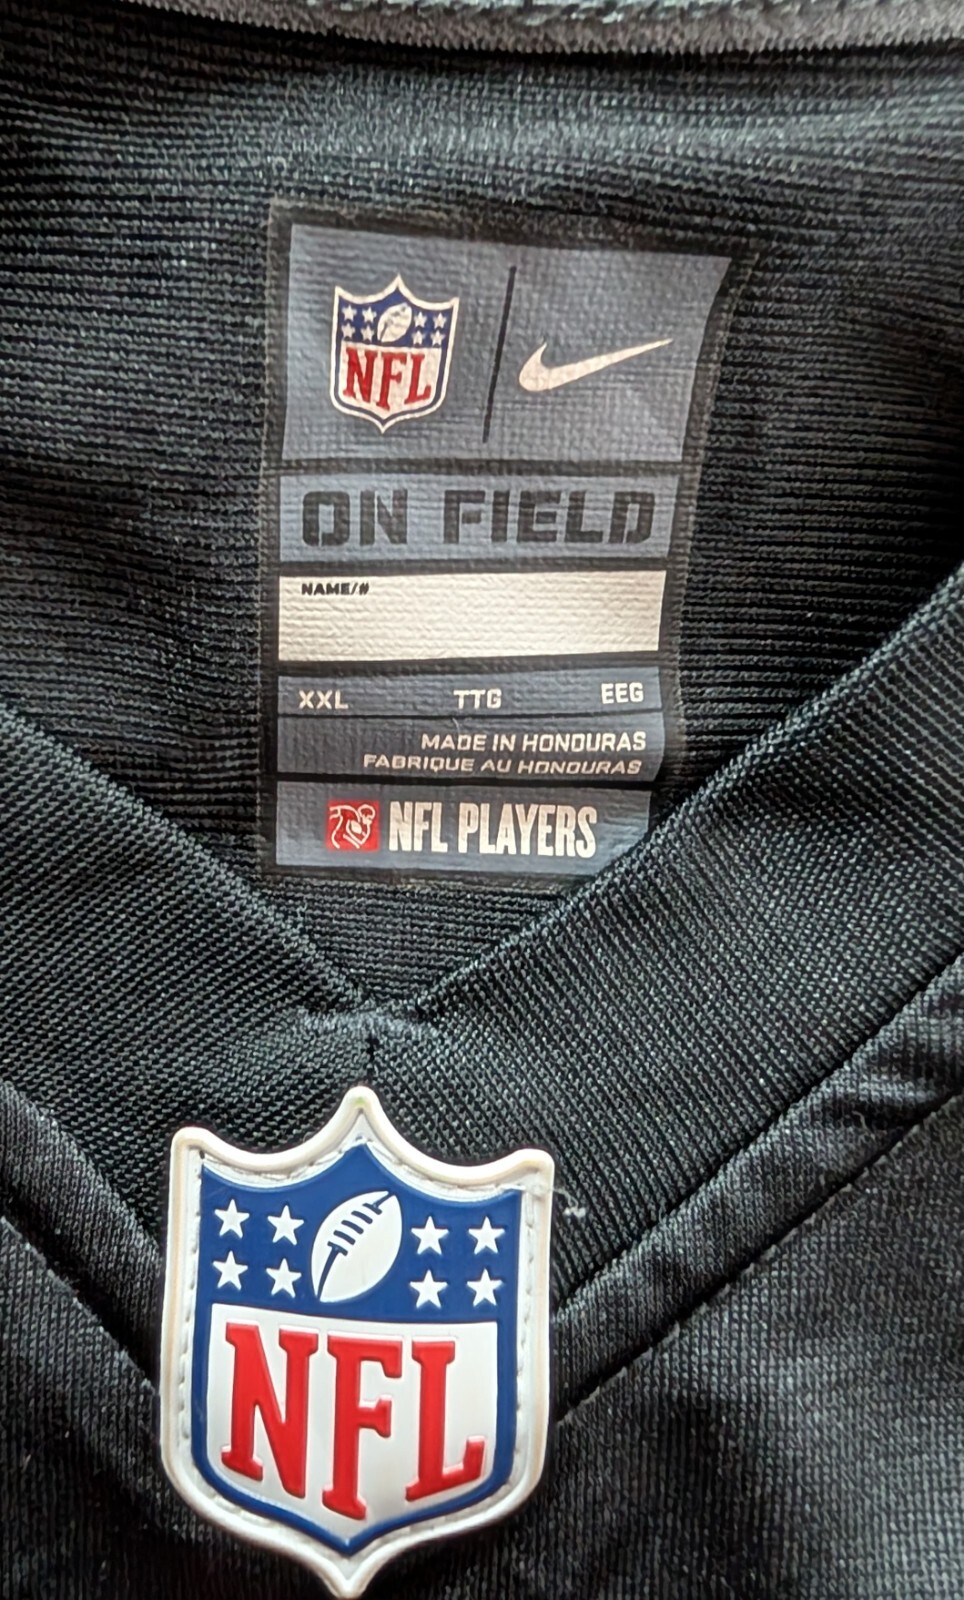 NFL
ON FIELD
NAME/#
XXL TTG EEG
MADE IN HONDURAS
FABRIQUE AU HONDURAS
NFL PLAYERS
NFL